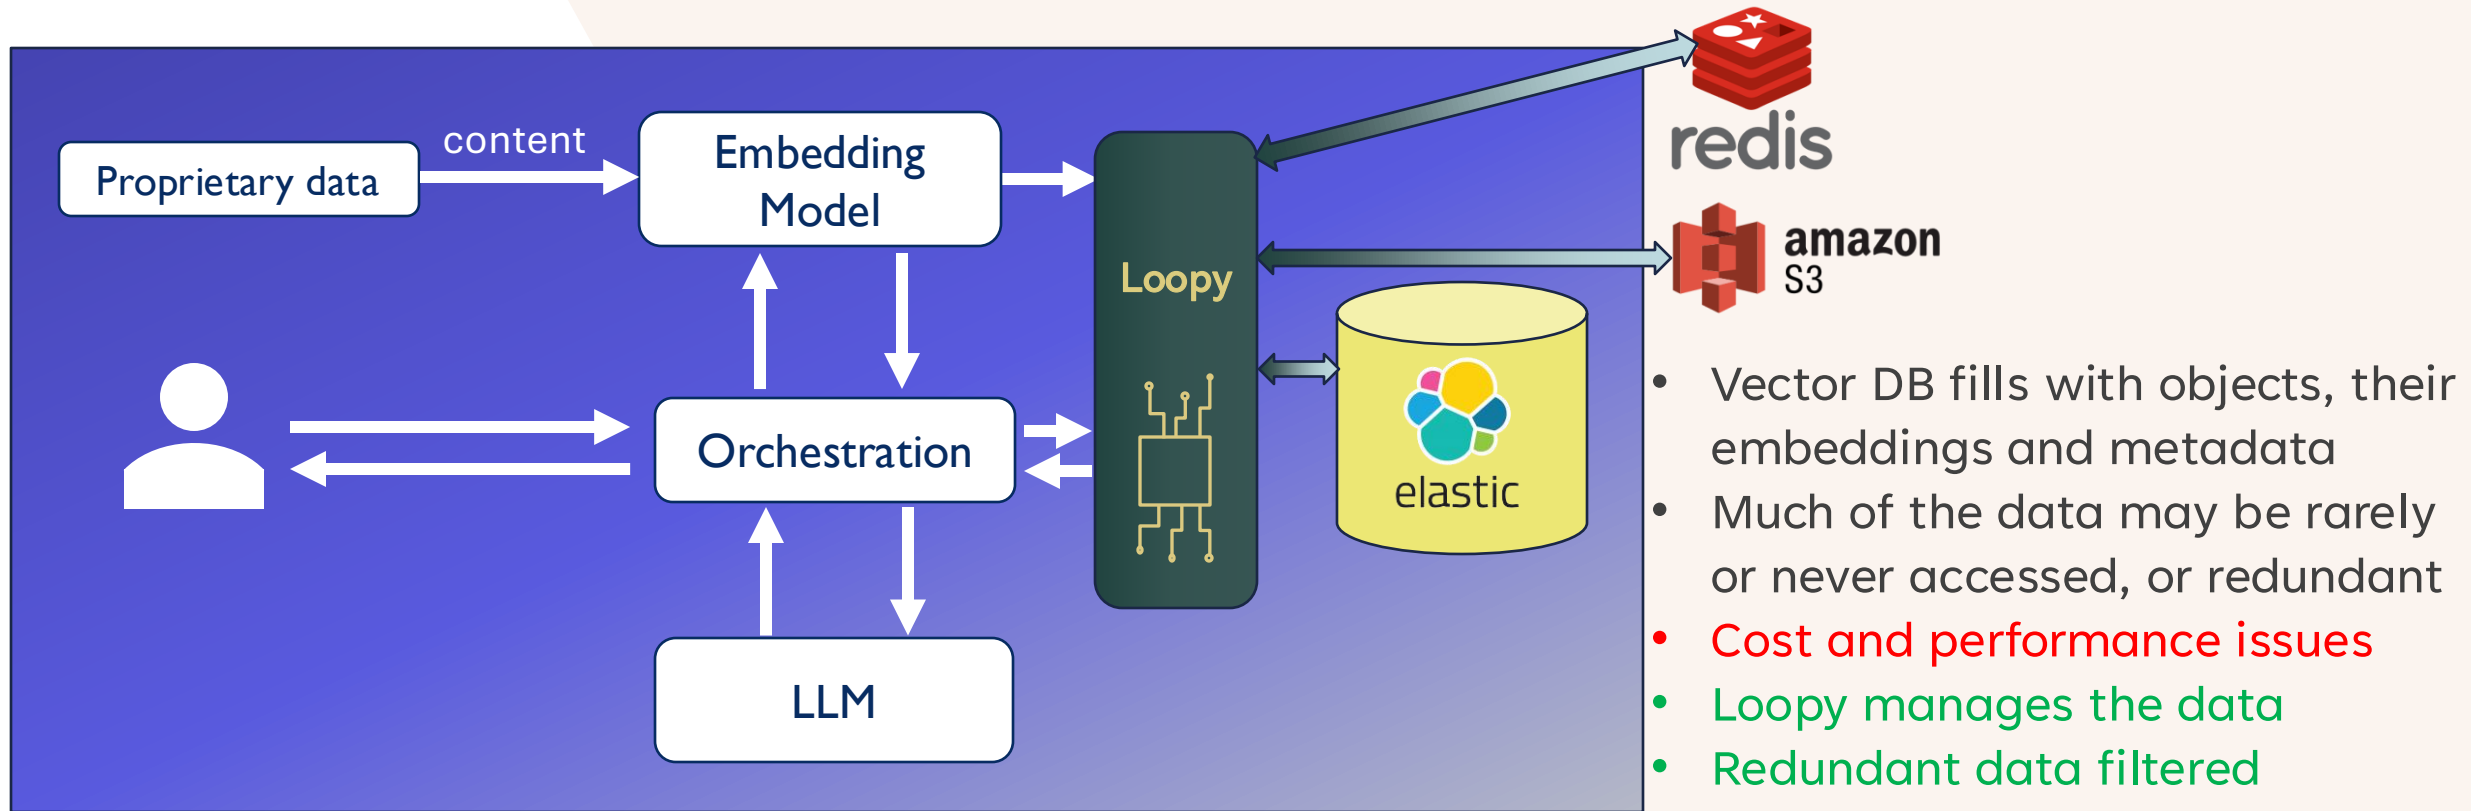 Proprietary data
content
Embedding
Model
Loopy
Orchestration
LLM
redis
amazon
S3
elastic
• Vector DB fills with objects, their
embeddings and metadata
• Much of the data may be rarely
or never accessed, or redundant
• Cost and performance issues
• Loopy manages the data
• Redundant data filtered